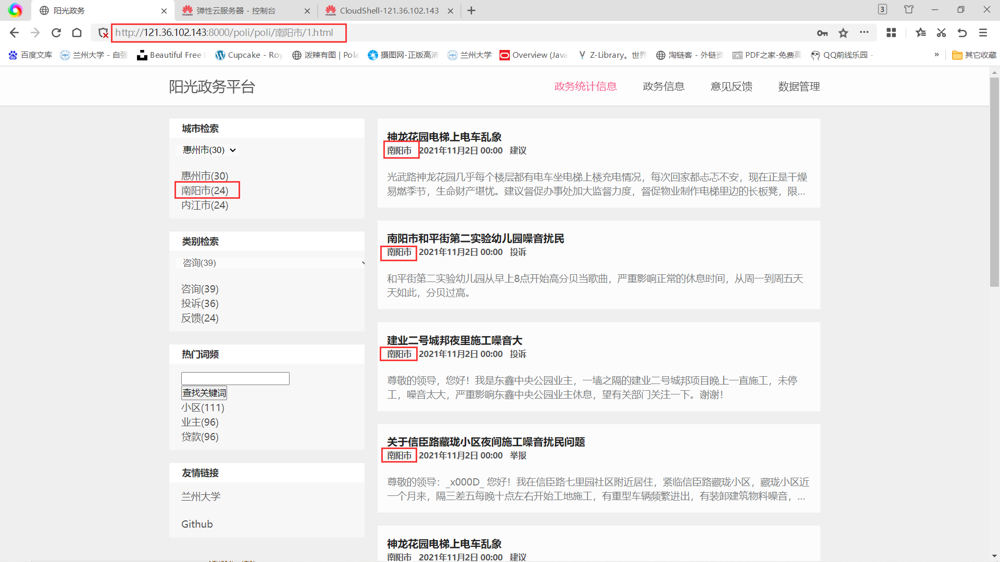 阳光政务
弹性云服务器 - 控制台
CloudShell-121.36.102.143
3
http://121.36.102.143:8000/poli/poli/南阳市/1.html
百度文库
兰州大学 - 自强
Beautiful Free
Cupcake - Roy
泼辣有图 | Pola
摄图网-正版高清
兰州大学
Overview (Java
Z-Library。世界
淘链客 - 外链资
PDF之家-免费高
QQ前线乐园 -
»
其它收藏
阳光政务平台
政务统计信息
政务信息
意见反馈
数据管理
城市检索
惠州市(30)
惠州市(30)
南阳市(24)
内江市(24)
类别检索
咨询(39)
咨询(39)
投诉(36)
反馈(24)
热门词频
查找关键词
小区(111)
业主(96)
贷款(96)
友情链接
兰州大学
Github
神龙花园电梯上电车乱象
南阳市 2021年11月2日 00:00 建议
光武路神龙花园几乎每个楼层都有电车坐电梯上楼充电情况，每次回家都忐忑不安，现在正是干燥
易燃季节，生命财产堪忧。建议督促办事处加大监督力度，督促物业制作电梯里边的长板凳，限...
南阳市和平街第二实验幼儿园噪音扰民
南阳市 2021年11月2日 00:00 投诉
和平街第二实验幼儿园从早上8点开始高分贝当歌曲，严重影响正常的休息时间，从周一到周五天
天如此，分贝过高。
建业二号城邦夜里施工噪音大
南阳市 2021年11月2日 00:00 投诉
尊敬的领导，您好！我是东鑫中央公园业主，一墙之隔的建业二号城邦项目晚上一直施工，未停
工，噪音太大，严重影响东鑫中央公园业主休息，望有关部门关注一下。谢谢！
关于信臣路藏珑小区夜间施工噪音扰民问题
南阳市 2021年11月2日 00:00 举报
尊敬的领导：_x000D_ 您好！我在信臣路七里园社区附近居住，紧临信臣路藏珑小区，藏珑小区近
一个月来，隔三差五每晚十点左右开始工地施工，有重型车辆频繁进出，有装卸建筑物料噪音，...
神龙花园电梯上电车乱象
南阳市 2021年11月2日 00:00 建议